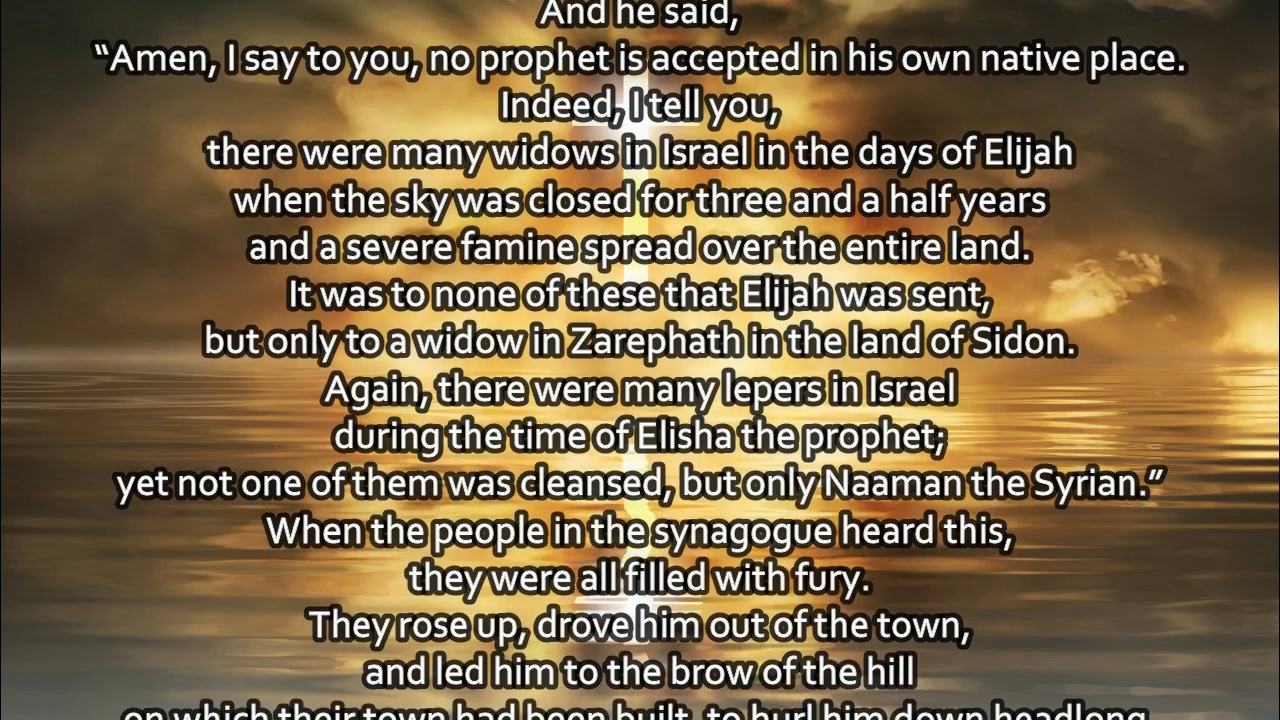 And he said,
“Amen, I say to you, no prophet is accepted in his own native place.
Indeed, I tell you,
there were many widows in Israel in the days of Elijah
when the sky was closed for three and a half years
and a severe famine spread over the entire land.
It was to none of these that Elijah was sent,
but only to a widow in Zarephath in the land of Sidon.
Again, there were many lepers in Israel
during the time of Elisha the prophet;
yet not one of them was cleansed, but only Naaman the Syrian.”
When the people in the synagogue heard this,
they were all filled with fury.
They rose up, drove him out of the town,
and led him to the brow of the hill
on which their town had been built, to hurl him down headlong.